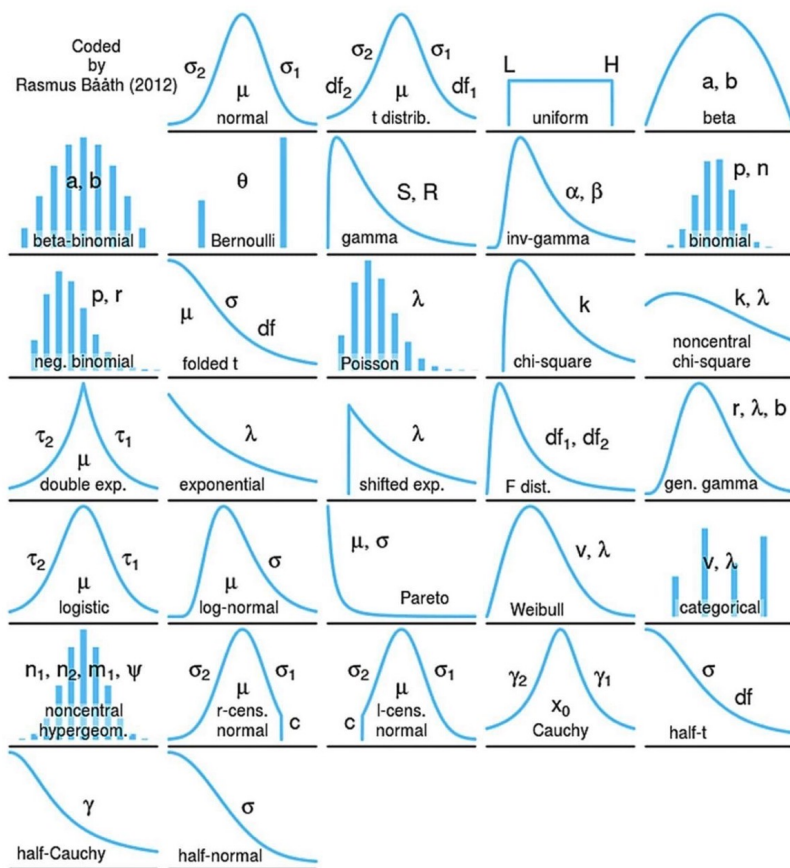 Coded
by
Rasmus Bååth (2012)
σ2 σ1
μ
normal
σ2 σ1
df2 df1
μ
t distrib.
L H
uniform
a, b
beta
a, b
beta-binomial
θ
Bernoulli
S, R
gamma
α, β
inv-gamma
p, n
binomial
p, r
neg. binomial
μ σ df
folded t
λ
Poisson
k
chi-square
k, λ
noncentral
chi-square
τ2 τ1
μ
double exp.
λ
exponential
λ
shifted exp.
df1, df2
F dist.
r, λ, b
gen. gamma
τ2 τ1
μ
logistic
μ σ
log-normal
μ, σ
Pareto
v, λ
Weibull
v, λ
categorical
n1, n2, m1, ψ
noncentral
hypergeom.
σ2 σ1
μ
r-cens.
normal
c
σ2 σ1
μ
l-cens.
c normal
γ2 γ1
x0
Cauchy
σ
df
half-t
γ
half-Cauchy
σ
half-normal